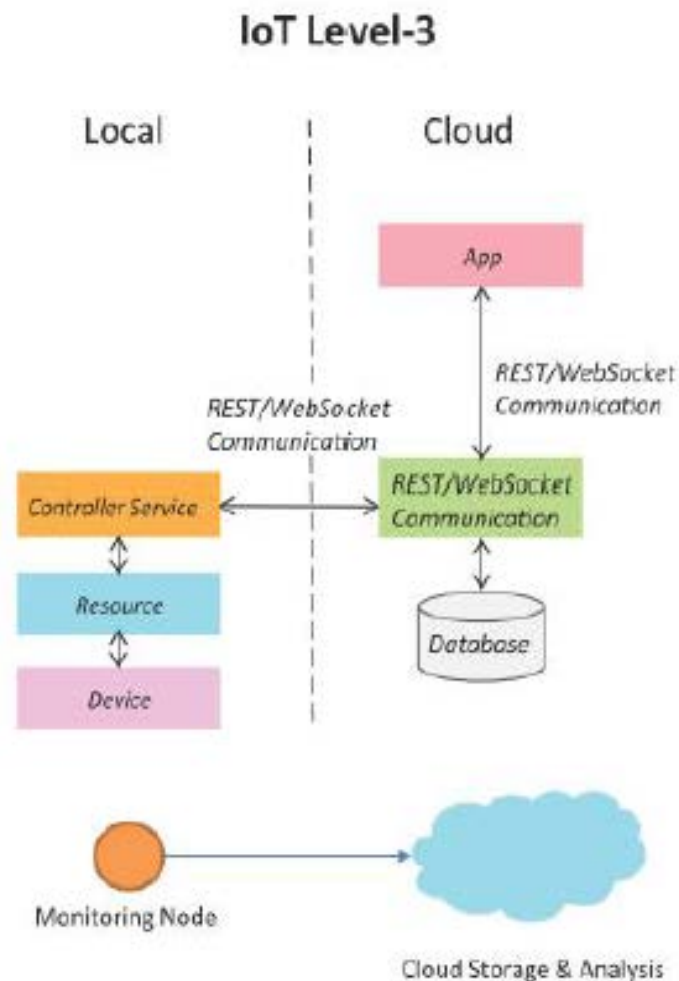 IoT Level-3
Local
Cloud
App
REST/WebSocket
Communication
REST/WebSocket
Communication
Controller Service
REST/WebSocket
Communication
Resource
Database
Device
Monitoring Node
Cloud Storage & Analysis